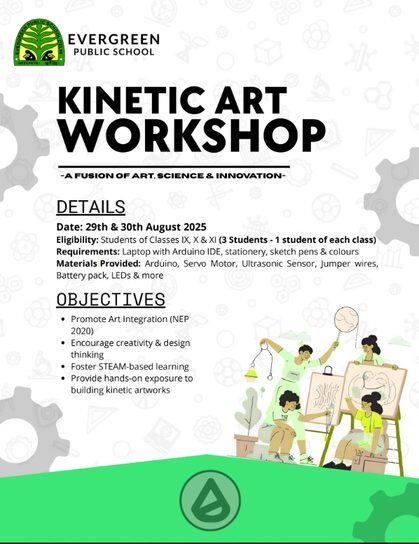 EVERGREEN
PUBLIC SCHOOL
KINETIC ART
WORKSHOP
-A FUSION OF ART, SCIENCE & INNOVATION-
DETAILS
Date: 29th & 30th August 2025
Eligibility: Students of Classes IX, X & XI (3 Students - 1 student of each class)
Requirements: Laptop with Arduino IDE, stationery, sketch pens & colours
Materials Provided: Arduino, Servo Motor, Ultrasonic Sensor, Jumper wires,
Battery pack, LEDs & more
OBJECTIVES
• Promote Art Integration (NEP
2020)
• Encourage creativity & design
thinking
• Foster STEAM-based learning
• Provide hands-on exposure to
building kinetic artworks